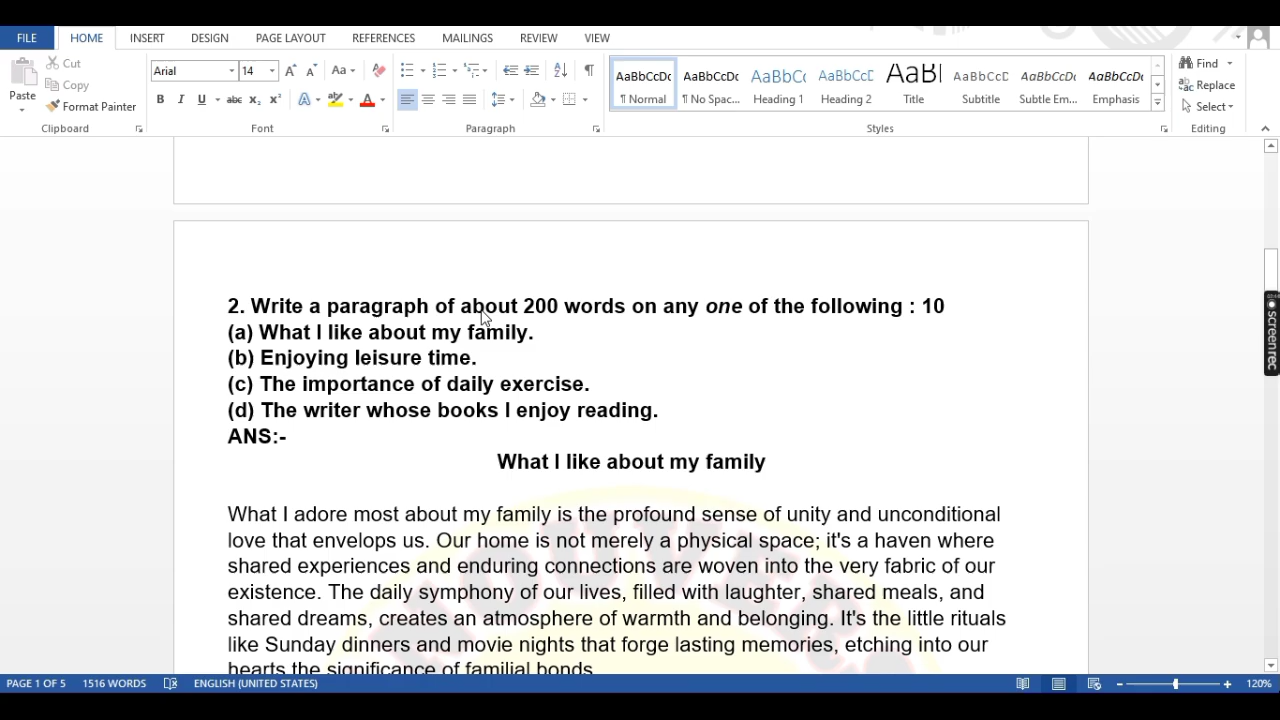 FILE HOME INSERT DESIGN PAGE LAYOUT REFERENCES MAILINGS REVIEW VIEW
Cut
Copy
Format Painter
Paste
Clipboard
Arial 14
Aa
B I U abc x₂ x² A A
Font
Paragraph
AaBbCcDc AaBbCcDc AaBbCc AaBbCcC AaBl AaBbCcD AaBbCcDc AaBbCcDc
¶ Normal ¶ No Spac... Heading 1 Heading 2 Title Subtitle Subtle Em... Emphasis
Styles
Find
Replace
Select
Editing
2. Write a paragraph of about 200 words on any one of the following : 10
(a) What I like about my family.
(b) Enjoying leisure time.
(c) The importance of daily exercise.
(d) The writer whose books I enjoy reading.
ANS:-
What I like about my family
What I adore most about my family is the profound sense of unity and unconditional
love that envelops us. Our home is not merely a physical space; it's a haven where
shared experiences and enduring connections are woven into the very fabric of our
existence. The daily symphony of our lives, filled with laughter, shared meals, and
shared dreams, creates an atmosphere of warmth and belonging. It's the little rituals
like Sunday dinners and movie nights that forge lasting memories, etching into our
hearts the significance of familial bonds.
screenrec
PAGE 1 OF 5 1516 WORDS ENGLISH (UNITED STATES) 120%